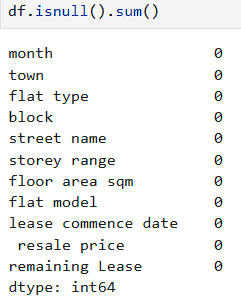 df.isnull().sum()
month 0
town 0
flat type 0
block 0
street name 0
storey range 0
floor area sqm 0
flat model 0
lease commence date 0
 resale price 0
remaining Lease 0
dtype: int64